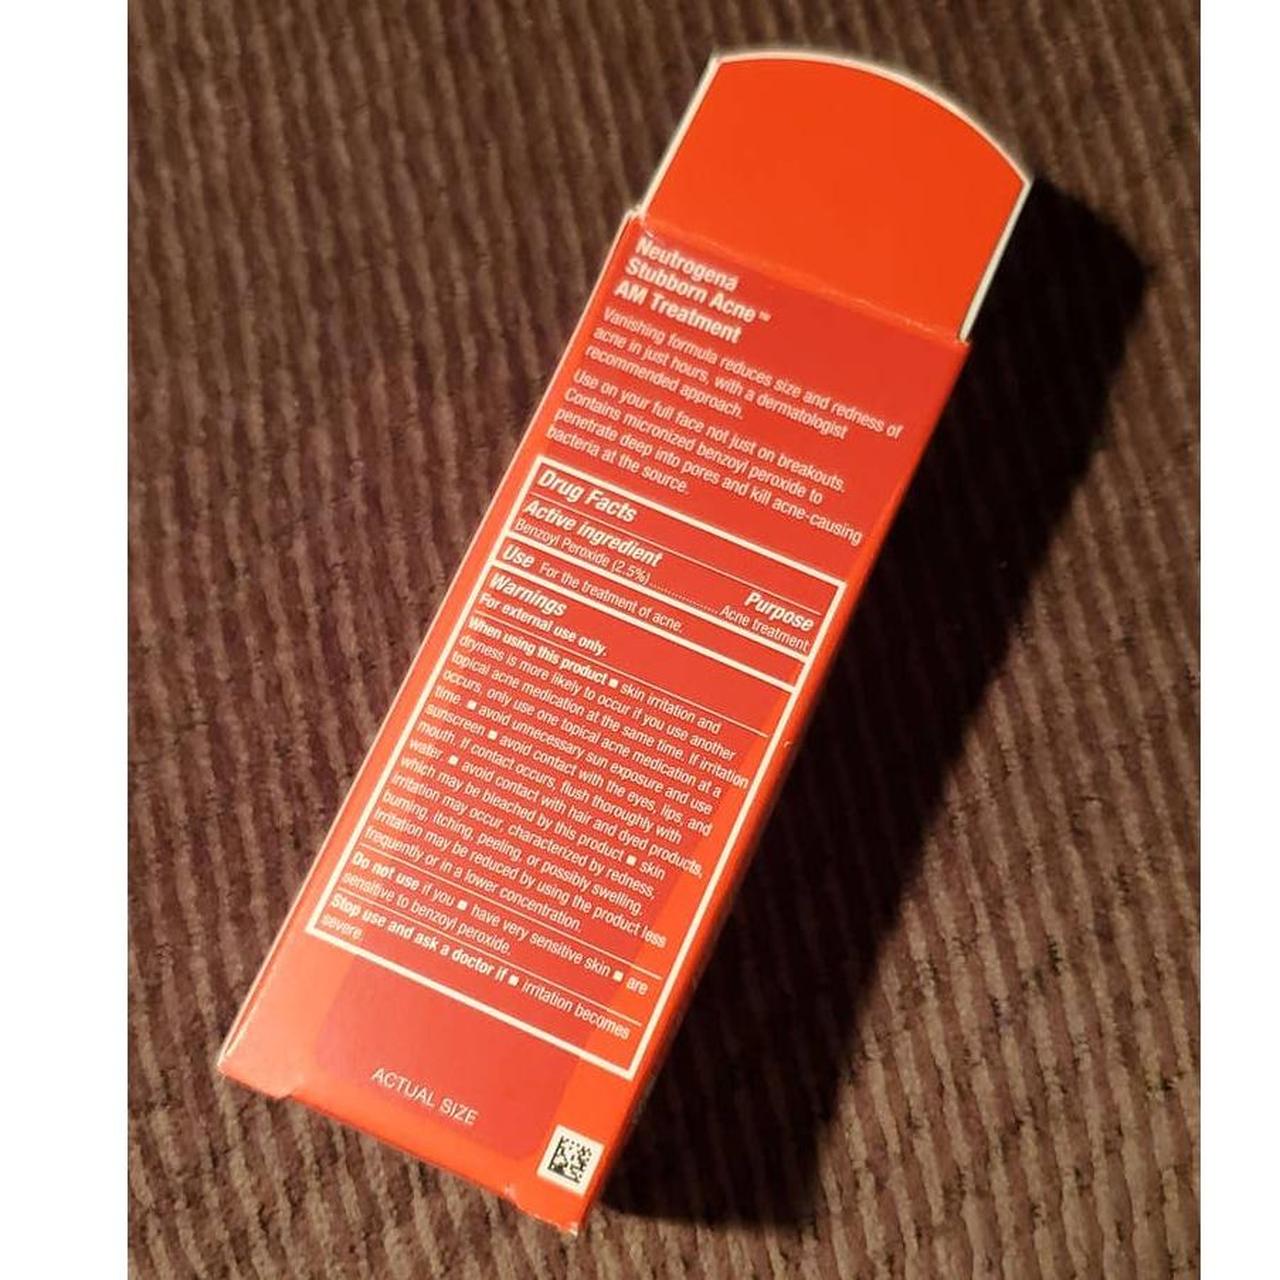 Neutrogena
Stubborn Acne™
AM Treatment
Vanishing formula reduces size and redness of
acne in just hours, with a dermatologist
recommended approach.
Use on your full face not just on breakouts.
Contains micronized benzoyl peroxide to
penetrate deep into pores and kill acne-causing
bacteria at the source.
Drug Facts
Active ingredient Purpose
Benzoyl Peroxide (2.5%)................... Acne treatment
Use For the treatment of acne.
Warnings
For external use only.
When using this product ■ skin irritation and
dryness is more likely to occur if you use another
topical acne medication at the same time. If irritation
occurs, only use one topical acne medication at a
time. ■ avoid unnecessary sun exposure and use
sunscreen ■ avoid contact with the eyes, lips, and
mouth. If contact occurs, flush thoroughly with
water. ■ avoid contact with hair and dyed products,
which may be bleached by this product ■ skin
irritation may occur, characterized by redness,
burning, itching, peeling, or possibly swelling.
Irritation may be reduced by using the product less
frequently or in a lower concentration.
Do not use if you ■ have very sensitive skin ■ are
sensitive to benzoyl peroxide.
Stop use and ask a doctor if ■ irritation becomes
severe.
ACTUAL SIZE